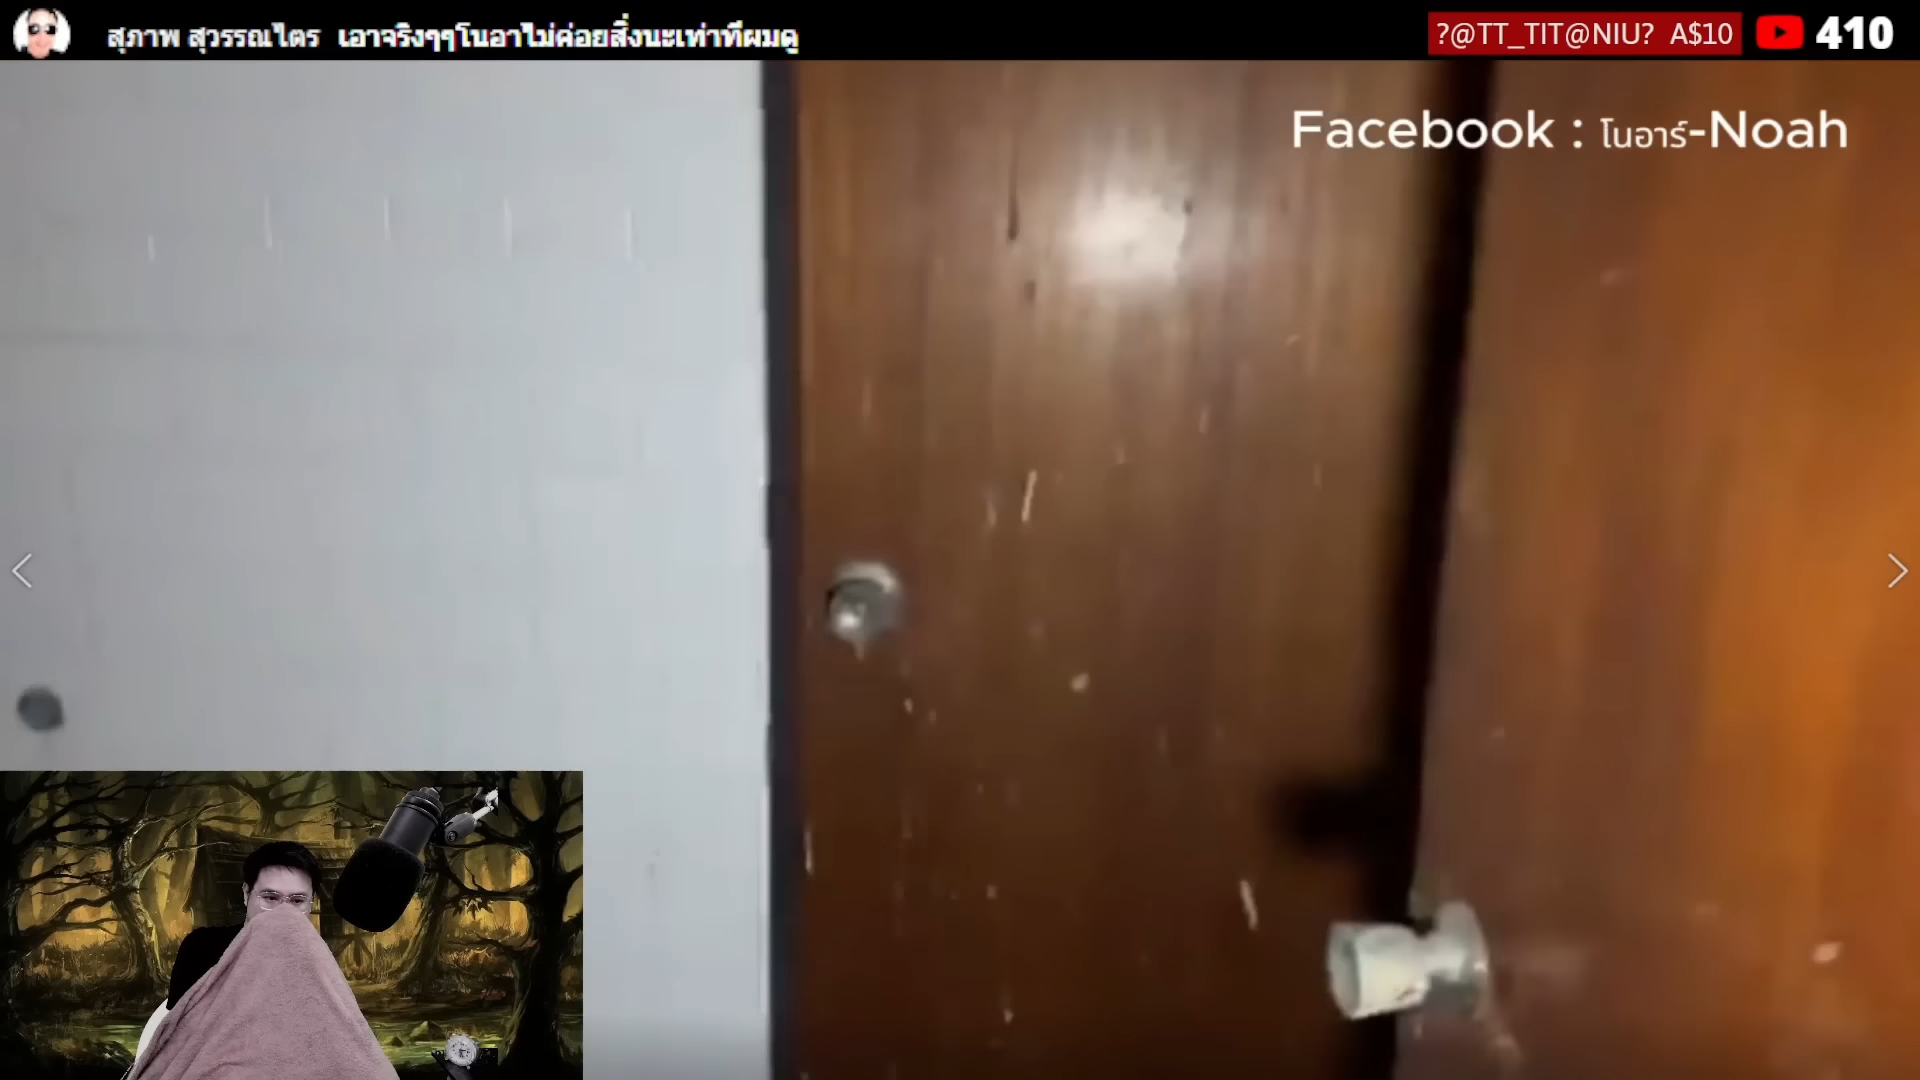 สุภาพ สุวรรณไตร เอาจริงๆๆโนอาไม่ค่อยสิ่งนะเท่าที่ผมดู
?@TT_TIT@NIU? A$10
410
Facebook : โนอาร์-Noah